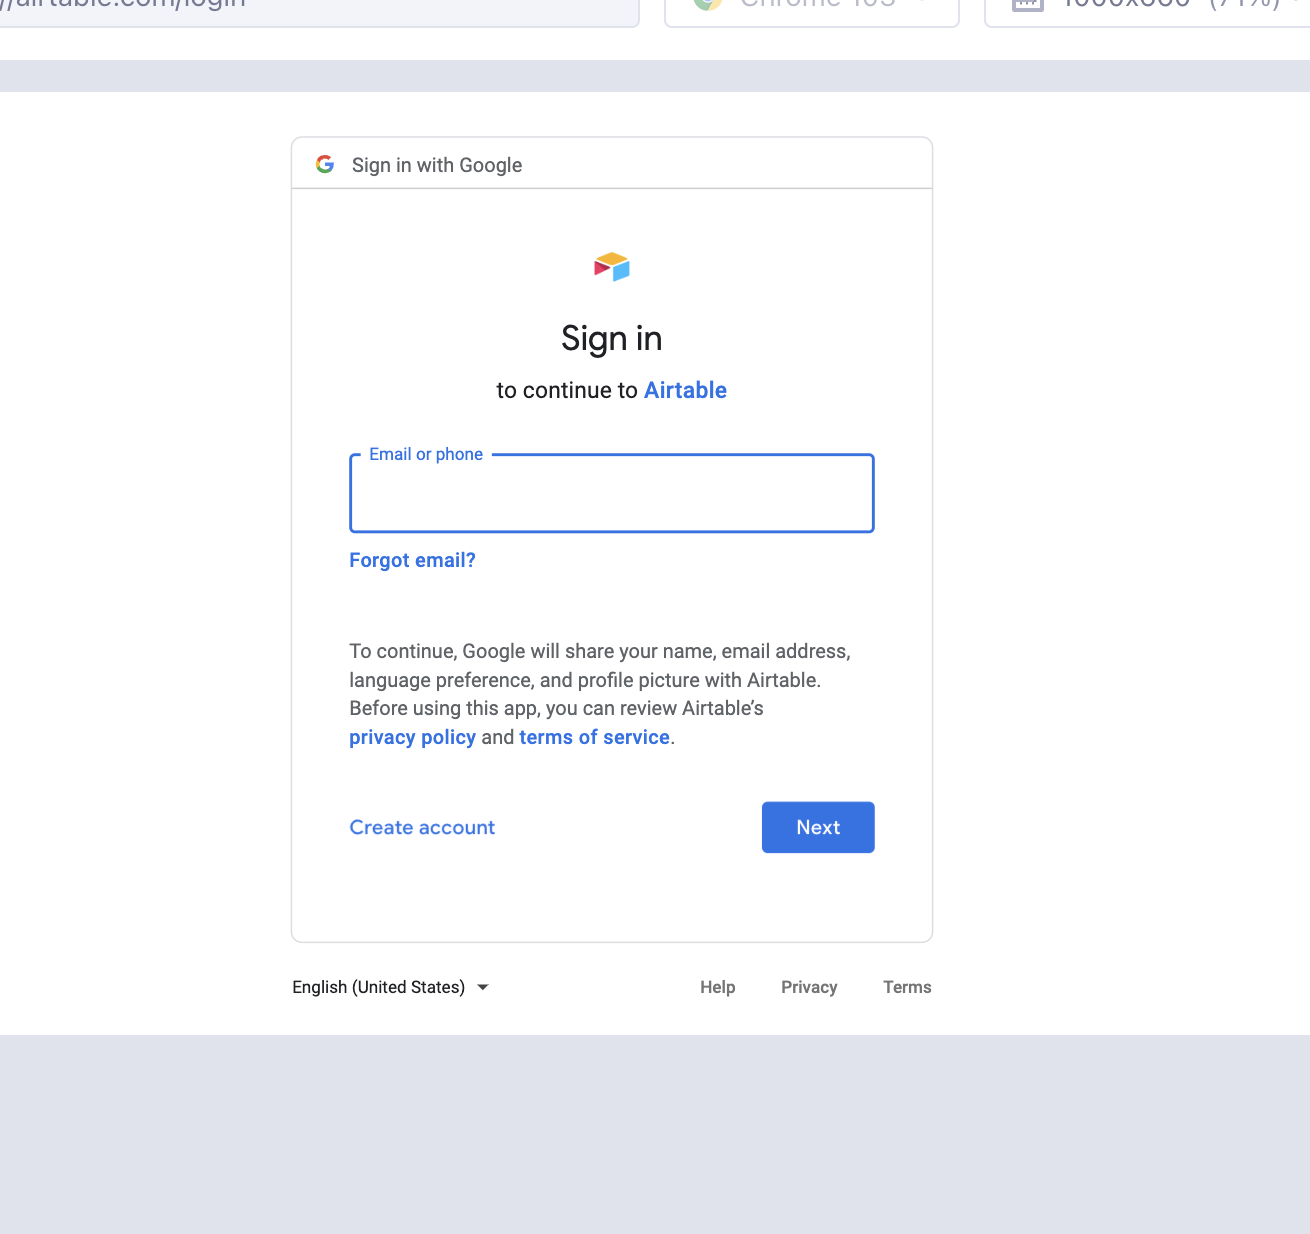 //airtable.com/login
Sign in with Google
Sign in
to continue to Airtable
Email or phone
Forgot email?
To continue, Google will share your name, email address,
language preference, and profile picture with Airtable.
Before using this app, you can review Airtable’s
privacy policy and terms of service.
Create account
Next
English (United States)
Help Privacy Terms